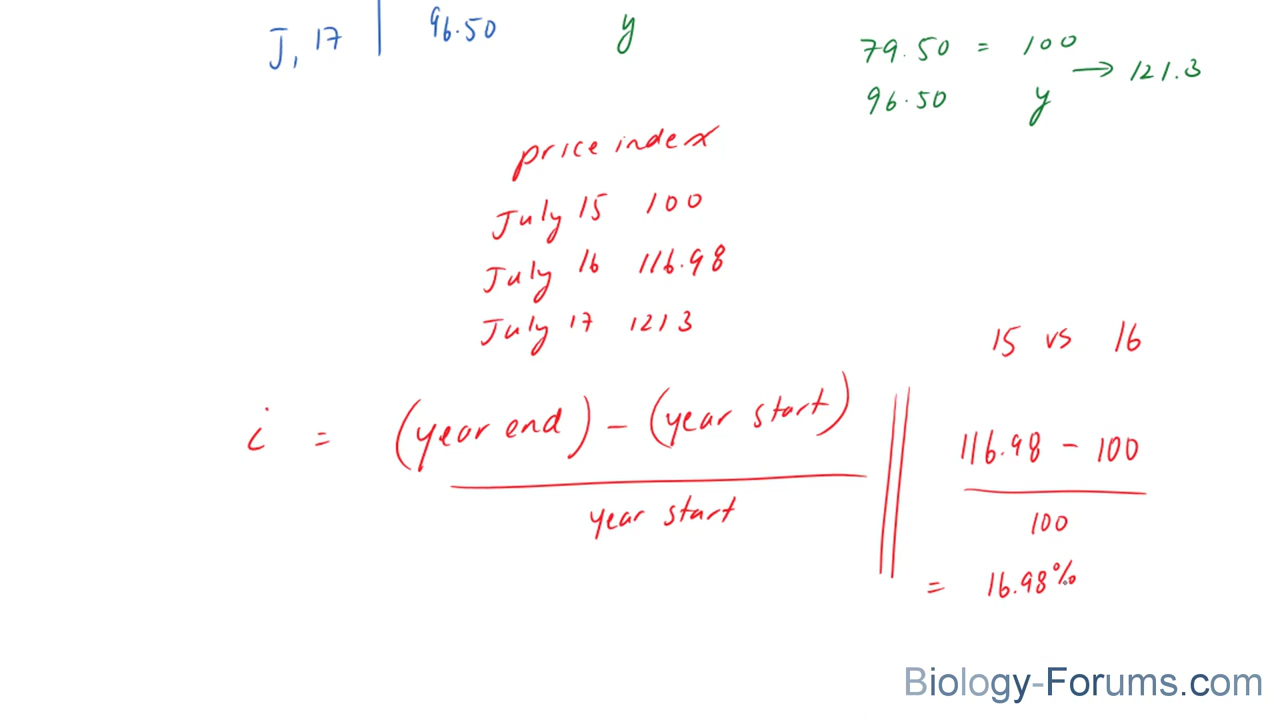 J, 17 | 96.50 y
79.50 = 100
→ 121.3
96.50 y
price index
July 15 100
July 16 116.98
July 17 1213
15 vs 16
i = (year end) - (year start)
year start
116.98 - 100
100
= 16.98%
Biology-Forums.com